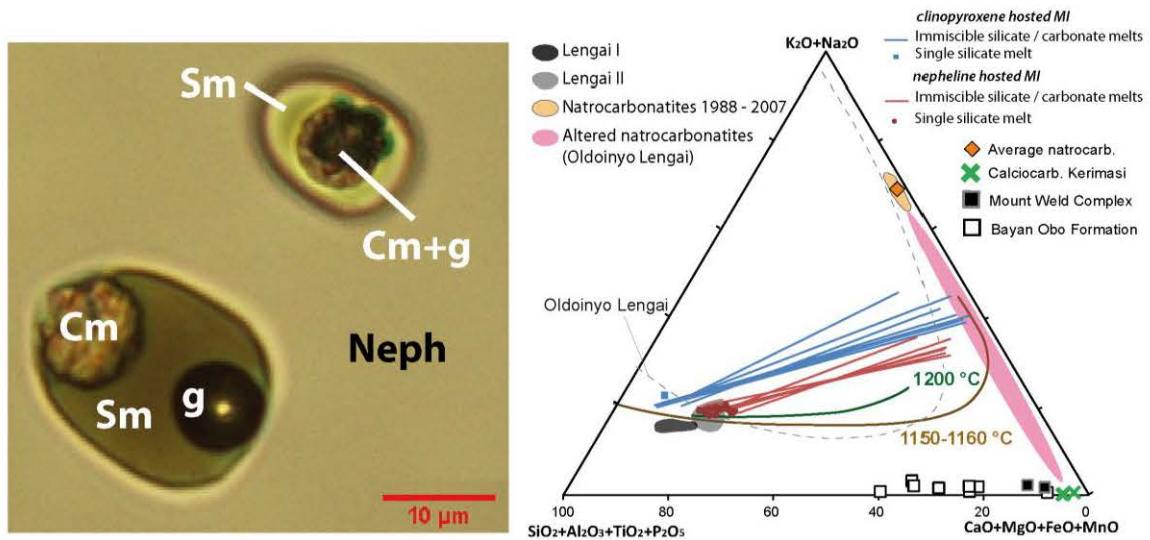 Sm
Cm+g
Cm
Neph
g
Sm
10 µm
Lengai I
Lengai II
Natrocarbonatites 1988 - 2007
Altered natrocarbonatites
(Oldoinyo Lengai)
K₂O+Na₂O
clinopyroxene hosted MI
Immiscible silicate / carbonate melts
Single silicate melt
nepheline hosted MI
Immiscible silicate / carbonate melts
Single silicate melt
Average natrocarb.
Calciocarb. Kerimasi
Mount Weld Complex
Bayan Obo Formation
Oldoinyo Lengai
1200 °C
1150-1160 °C
100
80
60
40
20
0
SiO₂+Al₂O₃+TiO₂+P₂O₅
CaO+MgO+FeO+MnO